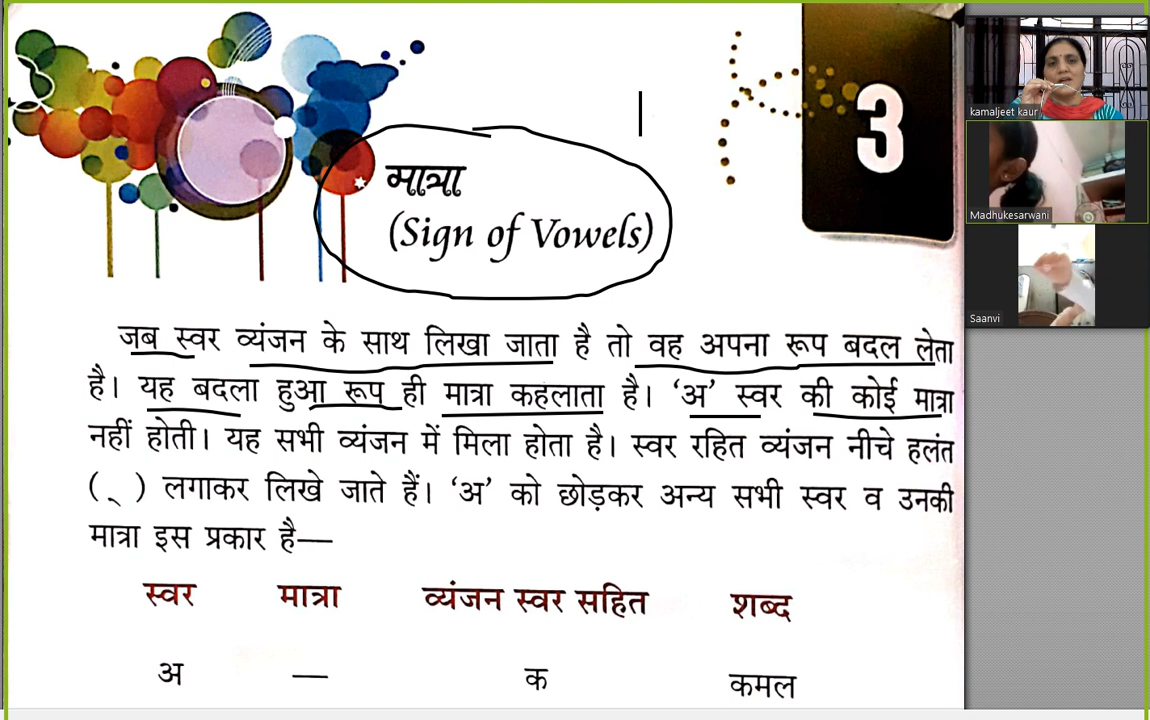 3
मात्रा
(Sign of Vowels)
जब स्वर व्यंजन के साथ लिखा जाता है तो वह अपना रूप बदल लेता
है। यह बदला हुआ रूप ही मात्रा कहलाता है। ‘अ’ स्वर की कोई मात्रा
नहीं होती। यह सभी व्यंजन में मिला होता है। स्वर रहित व्यंजन नीचे हलंत
( ् ) लगाकर लिखे जाते हैं। ‘अ’ को छोड़कर अन्य सभी स्वर व उनकी
मात्रा इस प्रकार है—
स्वर मात्रा व्यंजन स्वर सहित शब्द
अ — क कमल
kamaljeet kaur
Madhukesarwani
Saanvi